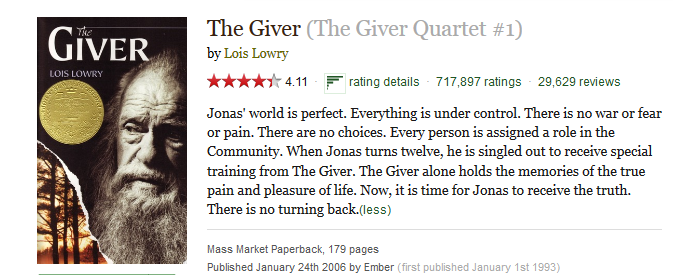 The
GIVER
LOIS LOWRY
The Giver (The Giver Quartet #1)
by Lois Lowry
4.11 · rating details · 717,897 ratings · 29,629 reviews
Jonas' world is perfect. Everything is under control. There is no war or fear
or pain. There are no choices. Every person is assigned a role in the
Community. When Jonas turns twelve, he is singled out to receive special
training from The Giver. The Giver alone holds the memories of the true
pain and pleasure of life. Now, it is time for Jonas to receive the truth.
There is no turning back.(less)
Mass Market Paperback, 179 pages
Published January 24th 2006 by Ember (first published January 1st 1993)